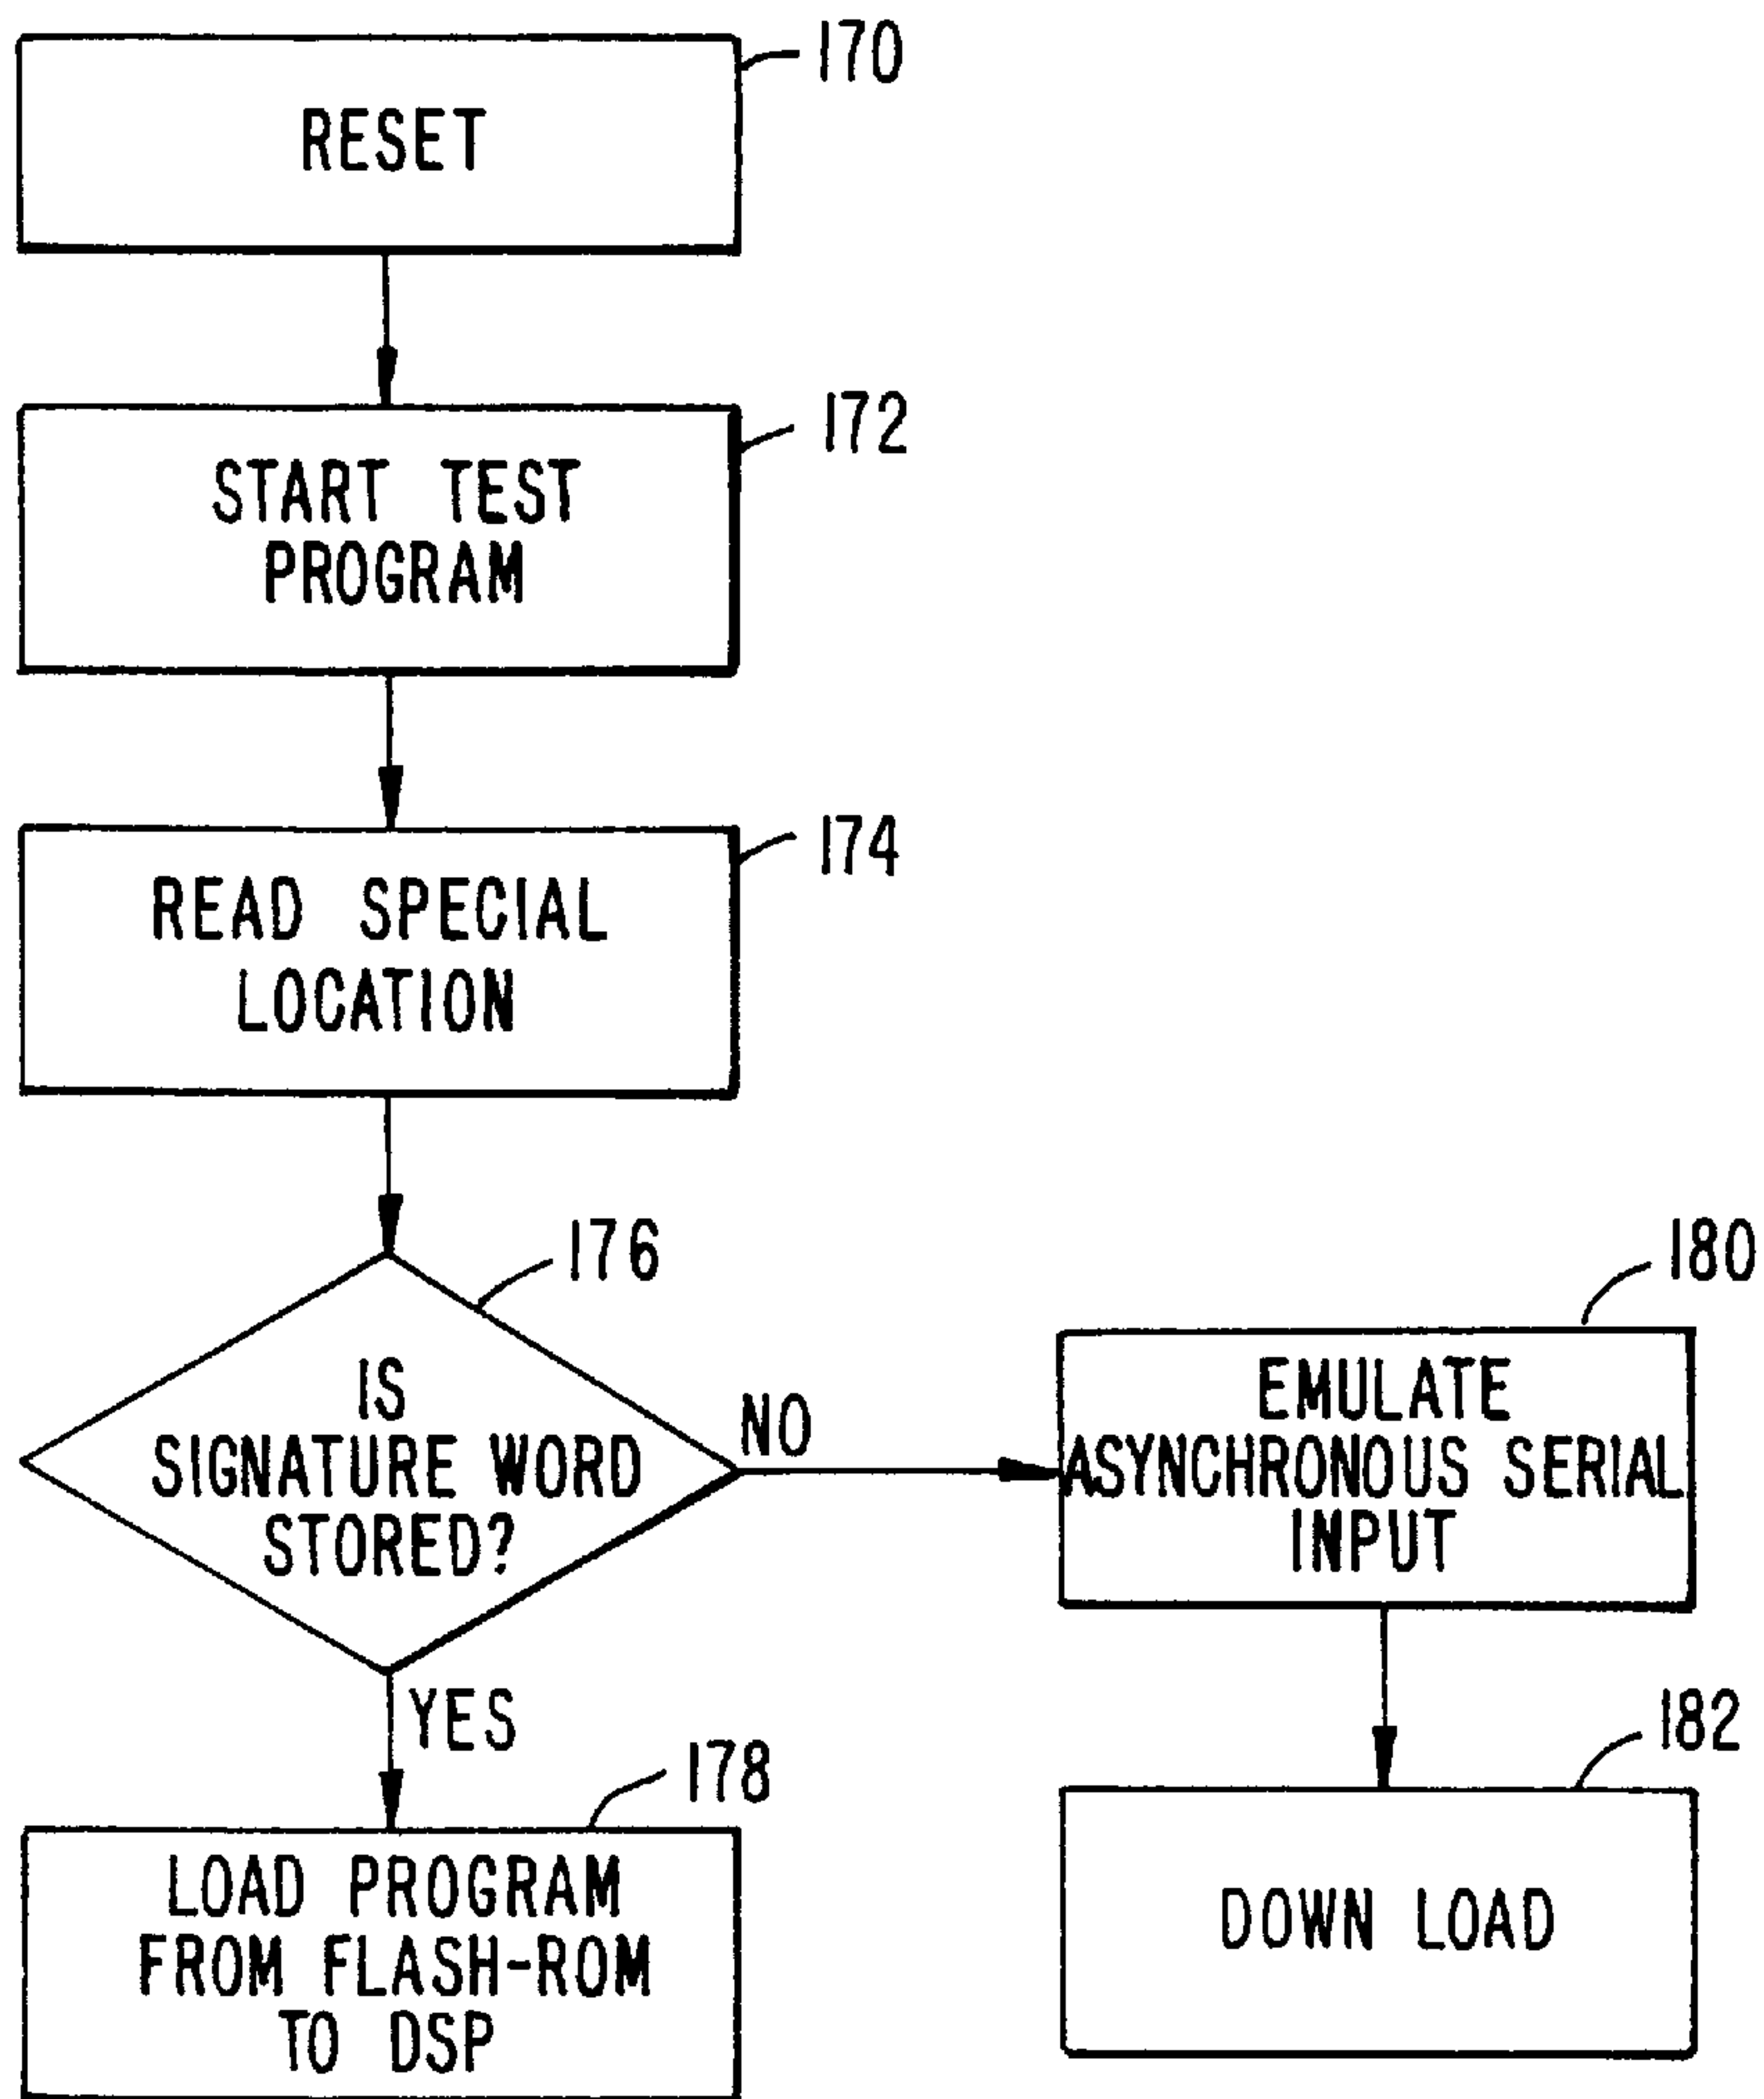 170
RESET
172
START TEST
PROGRAM
174
READ SPECIAL
LOCATION
176
IS
SIGNATURE WORD
STORED?
NO
180
EMULATE
ASYNCHRONOUS SERIAL
INPUT
YES
178
LOAD PROGRAM
FROM FLASH-ROM
TO DSP
182
DOWN LOAD